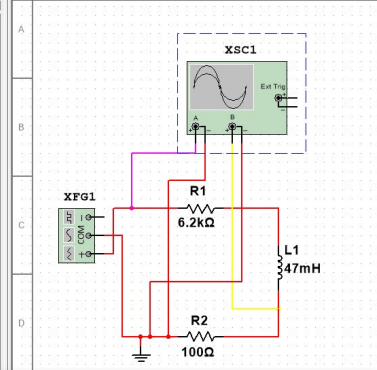 A
XSC1
Ext Trig
+
A
B
+ - + -
B
XFG1
COM
+
R1
6.2kΩ
C
L1
47mH
R2
100Ω
D